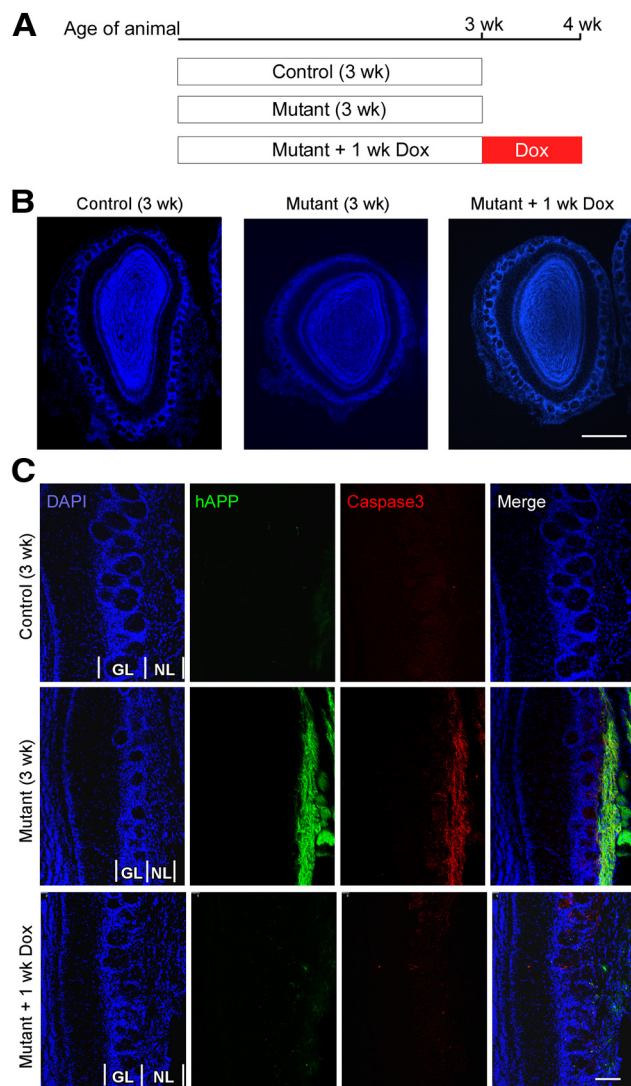 A
Age of animal
3 wk
4 wk
Control (3 wk)
Mutant (3 wk)
Mutant + 1 wk Dox
Dox
B
Control (3 wk)
Mutant (3 wk)
Mutant + 1 wk Dox
C
DAPI
hAPP
Caspase3
Merge
Control (3 wk)
GL
NL
Mutant (3 wk)
GL
NL
Mutant + 1 wk Dox
GL
NL